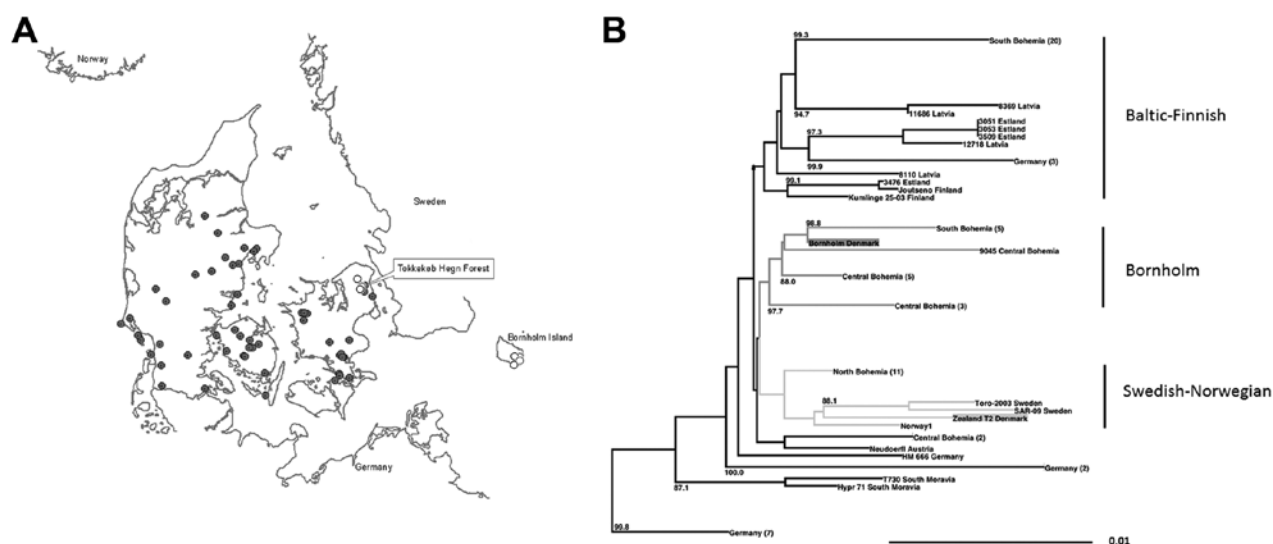 A
Norway
Sweden
Tokkekøb Hegn Forest
Bornholm Island
Germany
B
99.3
South Bohemia (20)
8369 Latvia
94.7
11686 Latvia
3051 Estland
97.3
3053 Estland
3509 Estland
12718 Latvia
Germany (3)
99.9
8110 Latvia
99.1
3476 Estland
Joutseno Finland
Kumlinge 25-03 Finland
Baltic-Finnish
98.8
South Bohemia (5)
Bornholm Denmark
9045 Central Bohemia
Central Bohemia (5)
88.0
Central Bohemia (3)
97.7
Bornholm
North Bohemia (11)
88.1
Toro-2003 Sweden
SAR-09 Sweden
Zealand T2 Denmark
Norway1
Swedish-Norwegian
Central Bohemia (2)
Neudoerfl Austria
HM 666 Germany
Germany (2)
100.0
T730 South Moravia
87.1
Hypr 71 South Moravia
99.8
Germany (7)
0.01